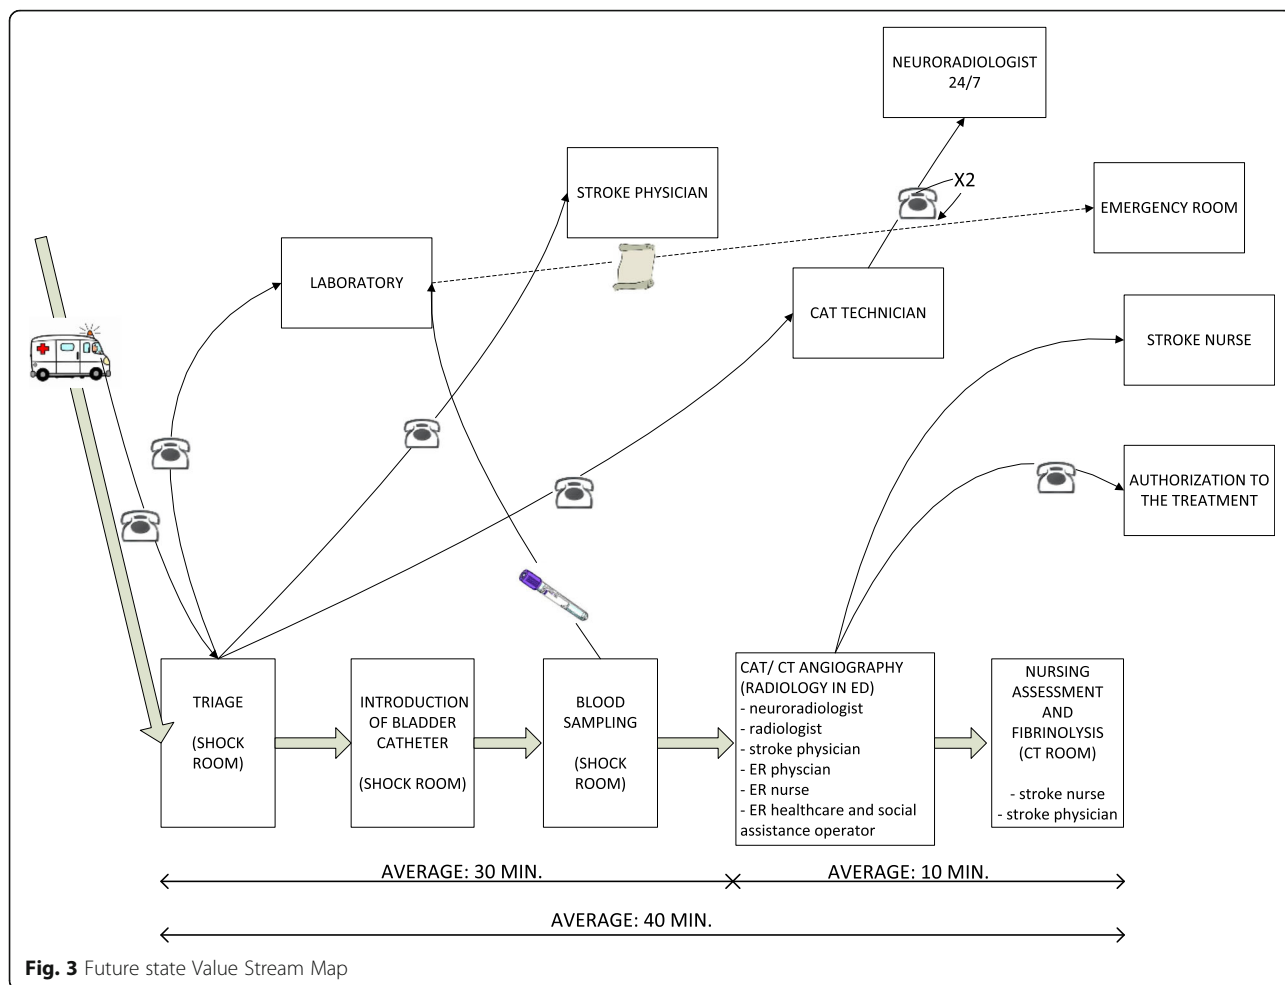 NEURORADIOLOGIST
24/7
X2
STROKE PHYSICIAN
EMERGENCY ROOM
LABORATORY
CAT TECHNICIAN
STROKE NURSE
AUTHORIZATION TO
THE TREATMENT
TRIAGE
(SHOCK
ROOM)
INTRODUCTION
OF BLADDER
CATHETER
(SHOCK ROOM)
BLOOD
SAMPLING
(SHOCK
ROOM)
CAT/ CT ANGIOGRAPHY
(RADIOLOGY IN ED)
- neuroradiologist
- radiologist
- stroke physician
- ER physcian
- ER nurse
- ER healthcare and social
assistance operator
NURSING
ASSESSMENT
AND
FIBRINOLYSIS
(CT ROOM)
- stroke nurse
- stroke physician
AVERAGE: 30 MIN.
AVERAGE: 10 MIN.
AVERAGE: 40 MIN.
Fig. 3 Future state Value Stream Map